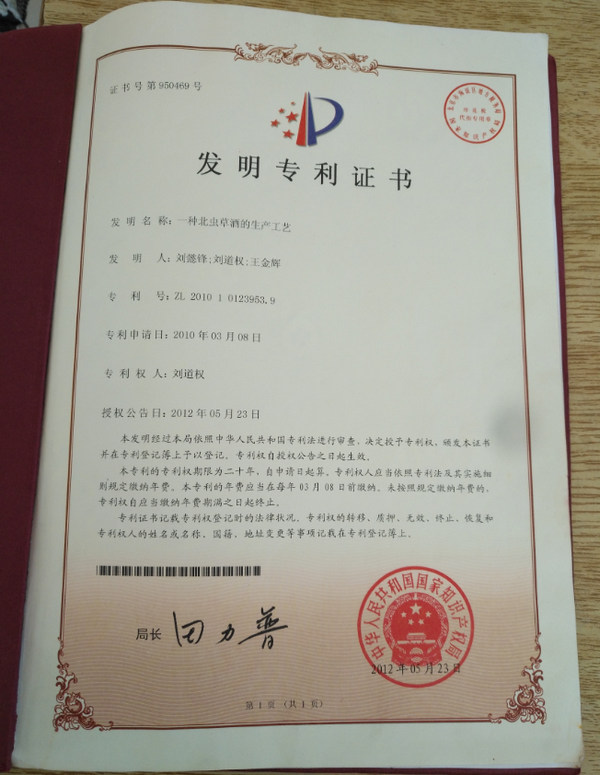 证书号第950469号
发明专利证书
发 明 名 称：一种北虫草酒的生产工艺
发 明 人：刘懿锋;刘道权;王金辉
专 利 号：ZL 2010 1 0123953.9
专利申请日：2010年03月08日
专 利 权 人：刘道权
授权公告日：2012年05月23日
本发明经过本局依照中华人民共和国专利法进行审查，决定授予专利权，颁发本证书
并在专利登记簿上予以登记。专利权自授权公告之日起生效。
本专利的专利权期限为二十年，自申请日起算。专利权人应当依照专利法及其实施细
则规定缴纳年费。本专利的年费应当在每年03月08日前缴纳。未按照规定缴纳年费的，
专利权自应当缴纳年费期满之日起终止。
专利证书记载专利权登记时的法律状况。专利权的转移、质押、无效、终止、恢复和
专利权人的姓名或名称、国籍、地址变更等事项记载在专利登记簿上。
局长 田力普
中华人民共和国国家知识产权局
2012年05月23日
第1页（共1页）